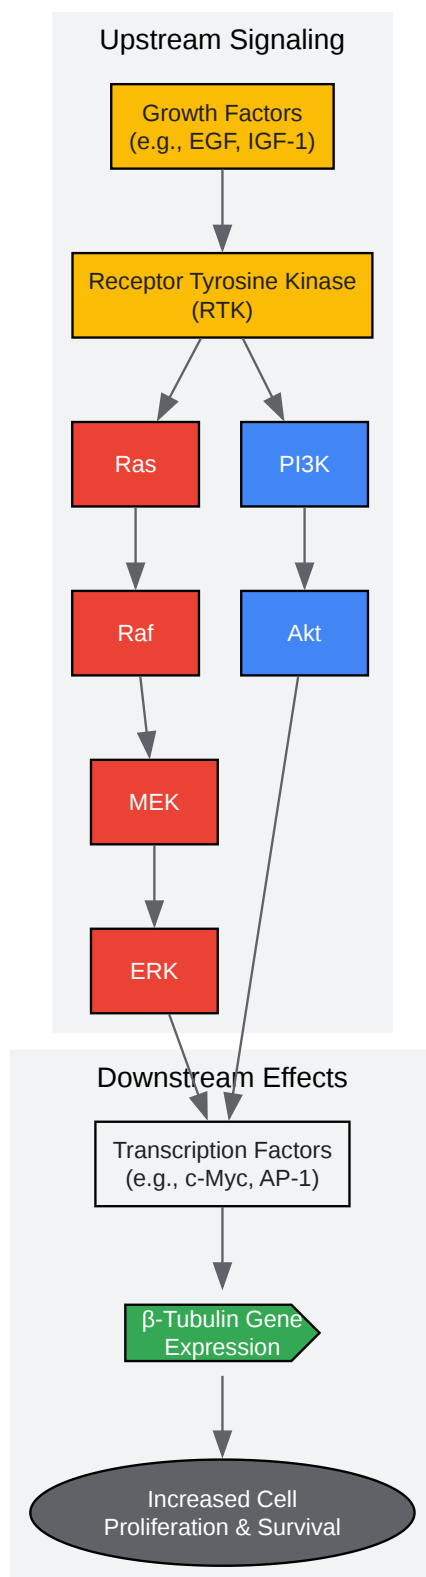 Upstream Signaling
Growth Factors
(e.g., EGF, IGF-1)
Receptor Tyrosine Kinase
(RTK)
Ras
PI3K
Raf
Akt
MEK
ERK
Downstream Effects
Transcription Factors
(e.g., c-Myc, AP-1)
β-Tubulin Gene
Expression
Increased Cell
Proliferation & Survival